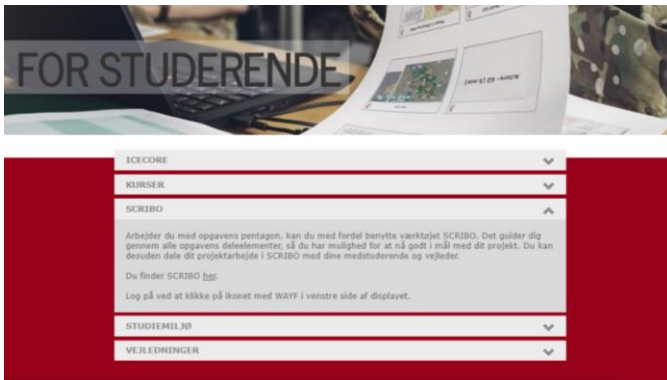 FOR STUDERENDE
ICECORE
KURSER
SCRIBO
Arbejder du med opgavens pentagon, kan du med fordel benytte værktøjet SCRIBO. Det guider dig
gennem alle opgavens deleelementer, så du har mulighed for at nå godt i mål med dit projekt. Du kan
desuden dele dit projektarbejde i SCRIBO med dine medstuderende og vejleder.
Du finder SCRIBO her.
Log på ved at klikke på ikonet med WAYF i venstre side af displayet.
STUDIEMILJØ
VEJLEDNINGER